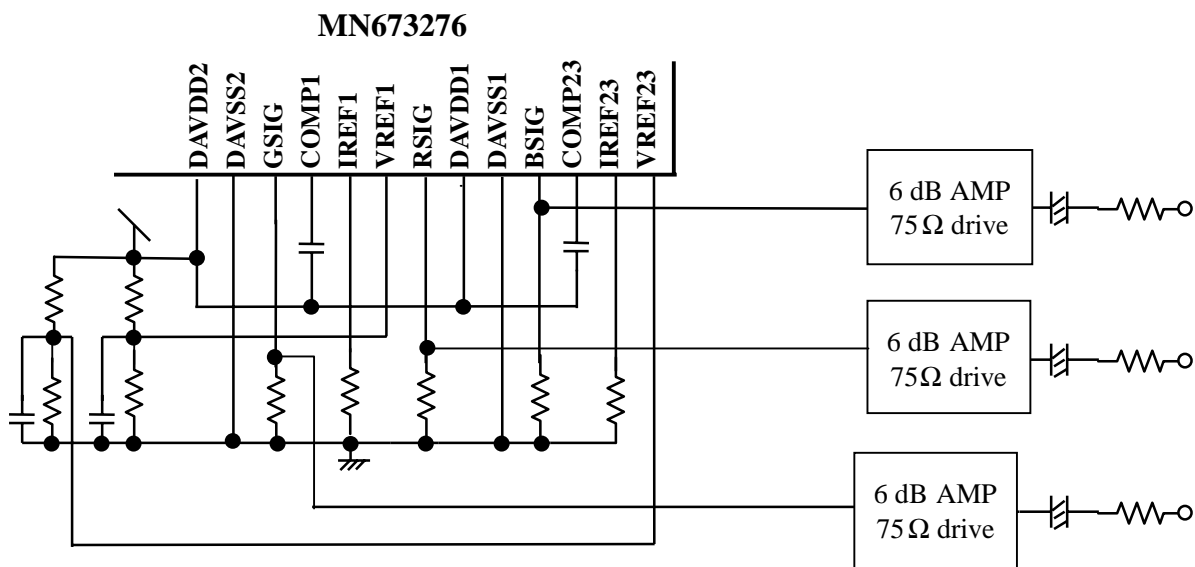 MN673276
DAVDD2
DAVSS2
GSIG
COMP1
IREF1
VREF1
RSIG
DAVDD1
DAVSS1
BSIG
COMP23
IREF23
VREF23
6 dB AMP
75Ω drive
6 dB AMP
75Ω drive
6 dB AMP
75Ω drive